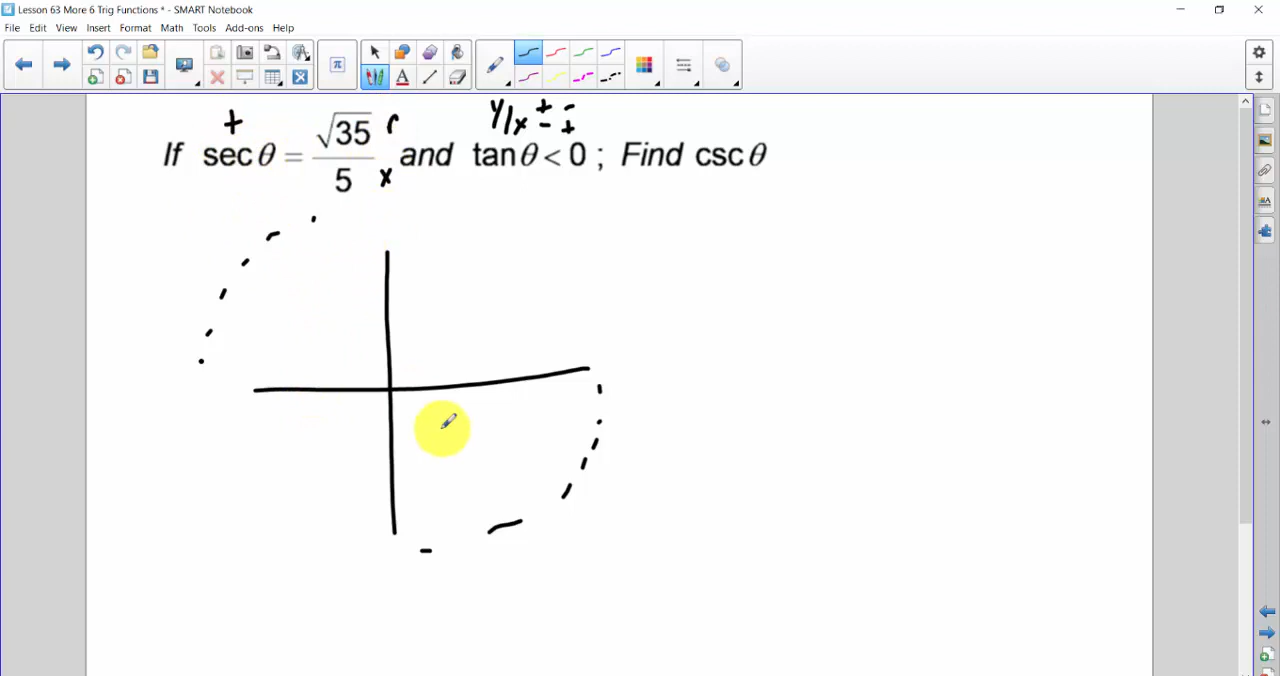 Lesson 63 More 6 Trig Functions * - SMART Notebook
File Edit View Insert Format Math Tools Add-ons Help
+ r y/x + - - +
If sec θ = √35/5 and tan θ < 0 ; Find csc θ
x